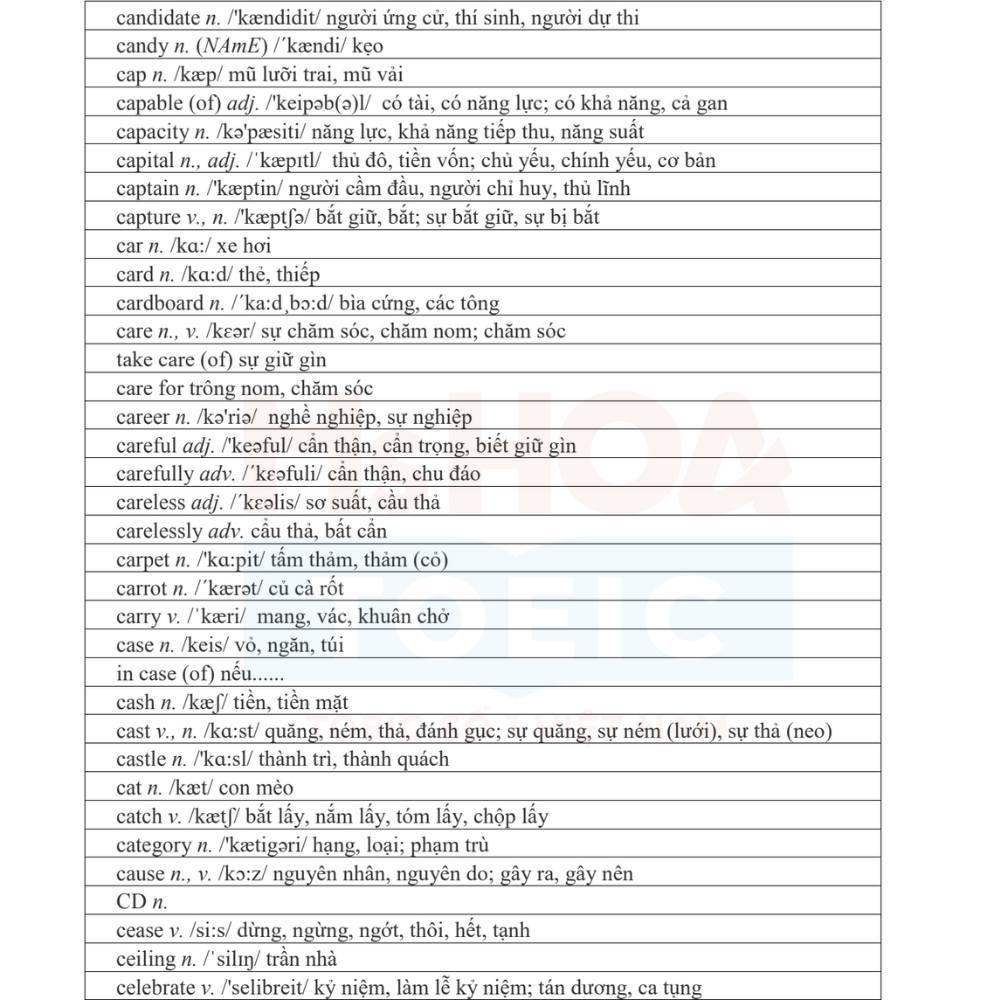 candidate n. /'kændidit/ người ứng cử, thí sinh, người dự thi
candy n. (NAmE) /´kændi/ kẹo
cap n. /kæp/ mũ lưỡi trai, mũ vải
capable (of) adj. /'keipəb(ə)l/ có tài, có năng lực; có khả năng, cả gan
capacity n. /kə'pæsiti/ năng lực, khả năng tiếp thu, năng suất
capital n., adj. /ˈkæpɪtl/ thủ đô, tiền vốn; chủ yếu, chính yếu, cơ bản
captain n. /'kæptin/ người cầm đầu, người chỉ huy, thủ lĩnh
capture v., n. /'kæptʃə/ bắt giữ, bắt; sự bắt giữ, sự bị bắt
car n. /kɑ:/ xe hơi
card n. /kɑ:d/ thẻ, thiếp
cardboard n. /´ka:d¸bɔ:d/ bìa cứng, các tông
care n., v. /kɛər/ sự chăm sóc, chăm nom; chăm sóc
take care (of) sự giữ gìn
care for trông nom, chăm sóc
career n. /kə'riə/ nghề nghiệp, sự nghiệp
careful adj. /'keəful/ cẩn thận, cẩn trọng, biết giữ gìn
carefully adv. /´kɛəfuli/ cẩn thận, chu đáo
careless adj. /´kɛəlis/ sơ suất, cầu thả
carelessly adv. cẩu thả, bất cẩn
carpet n. /'kɑ:pit/ tấm thảm, thảm (cỏ)
carrot n. /´kærət/ củ cà rốt
carry v. /ˈkæri/ mang, vác, khuân chở
case n. /keis/ vỏ, ngăn, túi
in case (of) nếu......
cash n. /kæʃ/ tiền, tiền mặt
cast v., n. /kɑ:st/ quăng, ném, thả, đánh gục; sự quăng, sự ném (lưới), sự thả (neo)
castle n. /'kɑ:sl/ thành trì, thành quách
cat n. /kæt/ con mèo
catch v. /kætʃ/ bắt lấy, nắm lấy, tóm lấy, chộp lấy
category n. /'kætigəri/ hạng, loại; phạm trù
cause n., v. /kɔ:z/ nguyên nhân, nguyên do; gây ra, gây nên
CD n.
cease v. /si:s/ dừng, ngừng, ngớt, thôi, hết, tạnh
ceiling n. /ˈsilɪŋ/ trần nhà
celebrate v. /'selibreit/ kỷ niệm, làm lễ kỷ niệm; tán dương, ca tụng
Ms HOA
TOEIC